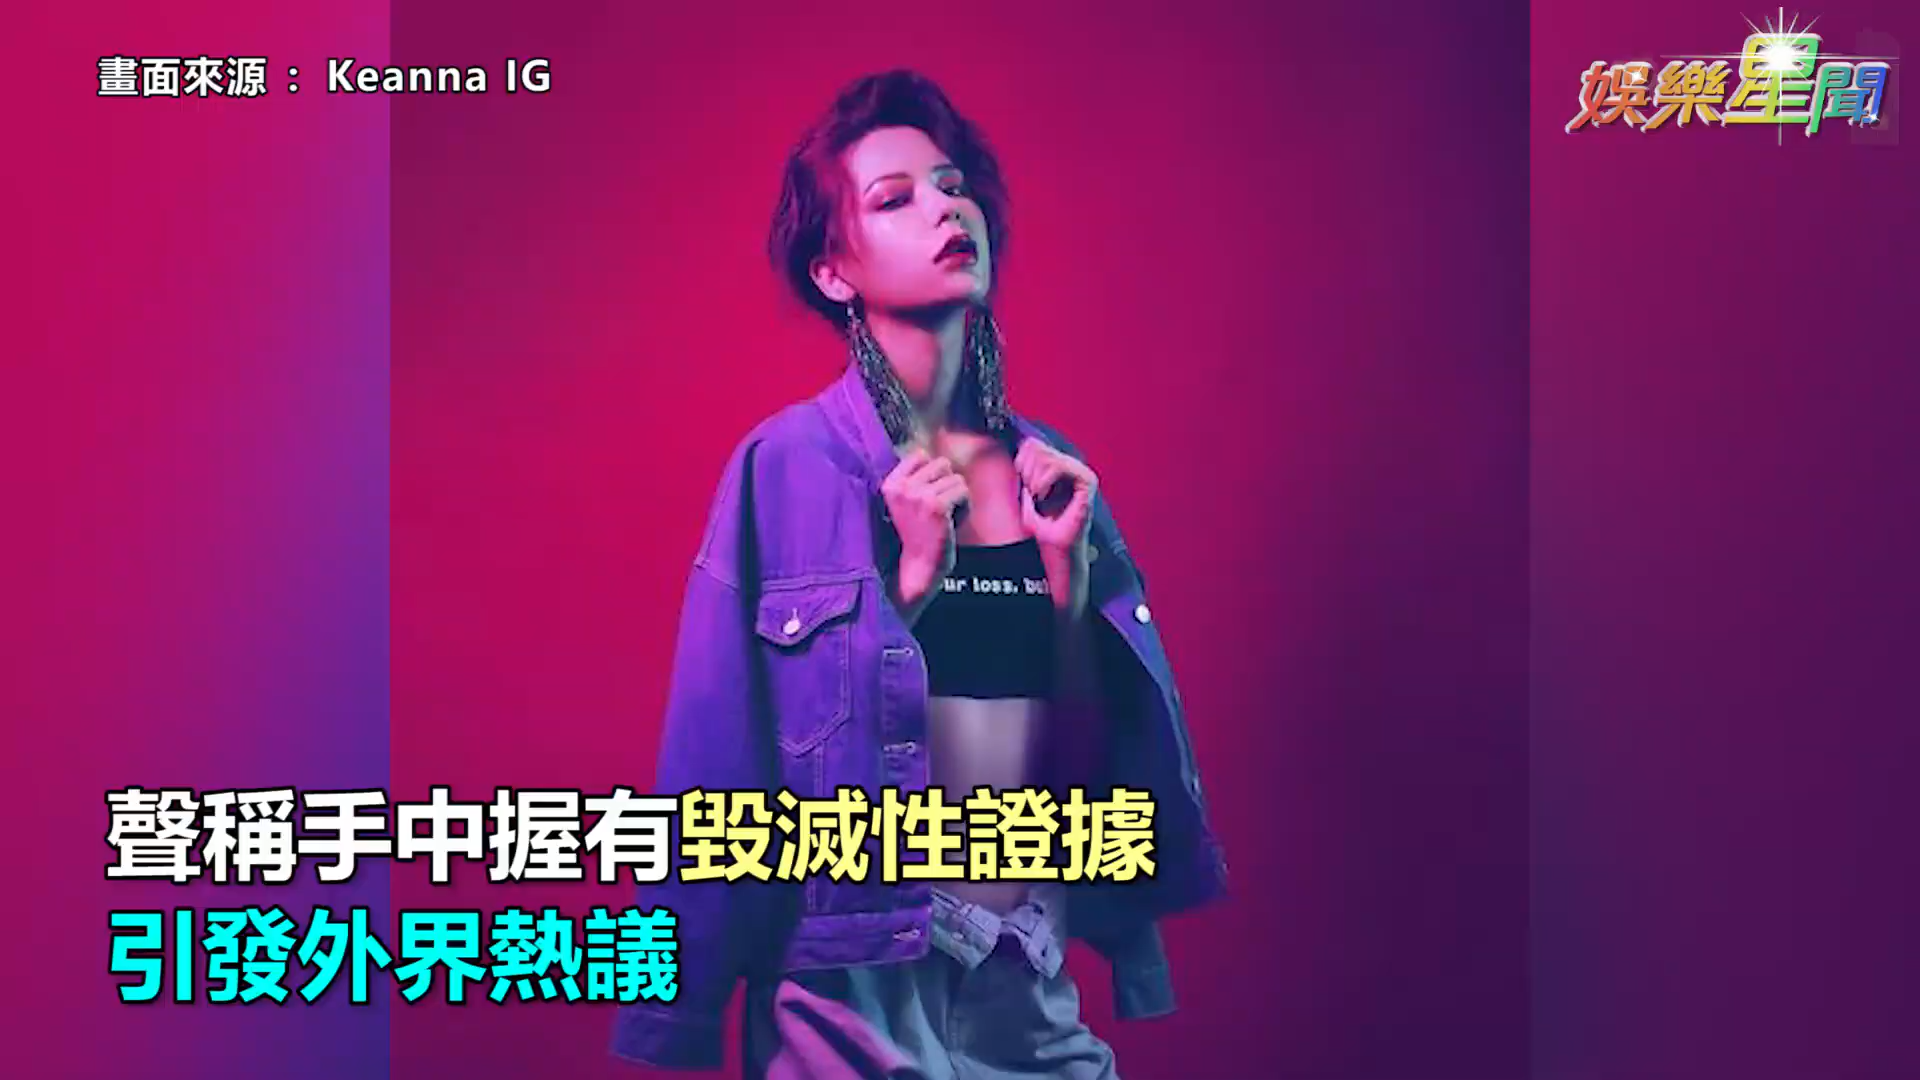 畫面來源：Keanna IG
娛樂星聞
ur loss. bu
聲稱手中握有毀滅性證據
引發外界熱議